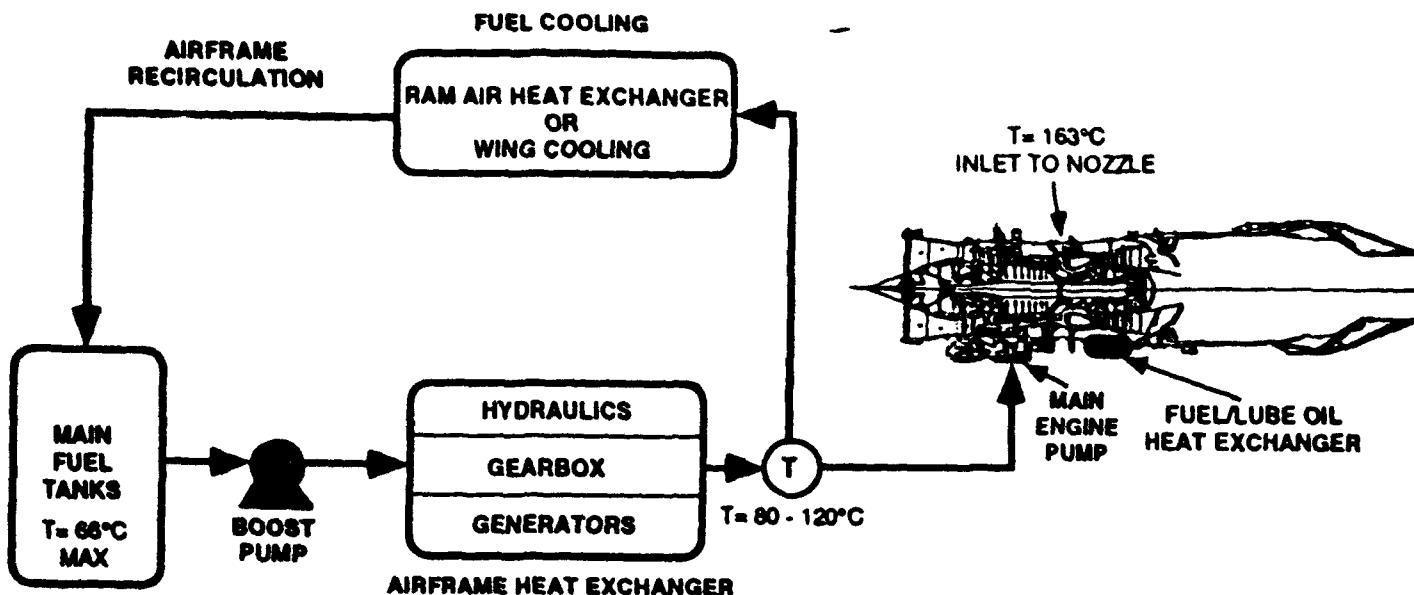 FUEL COOLING
AIRFRAME
RECIRCULATION
RAM AIR HEAT EXCHANGER
OR
WING COOLING
T= 163°C
INLET TO NOZZLE
MAIN
FUEL
TANKS
T= 66°C
MAX
BOOST
PUMP
HYDRAULICS
GEARBOX
GENERATORS
AIRFRAME HEAT EXCHANGER
T
T= 80 - 120°C
MAIN
ENGINE
PUMP
FUEL/LUBE OIL
HEAT EXCHANGER